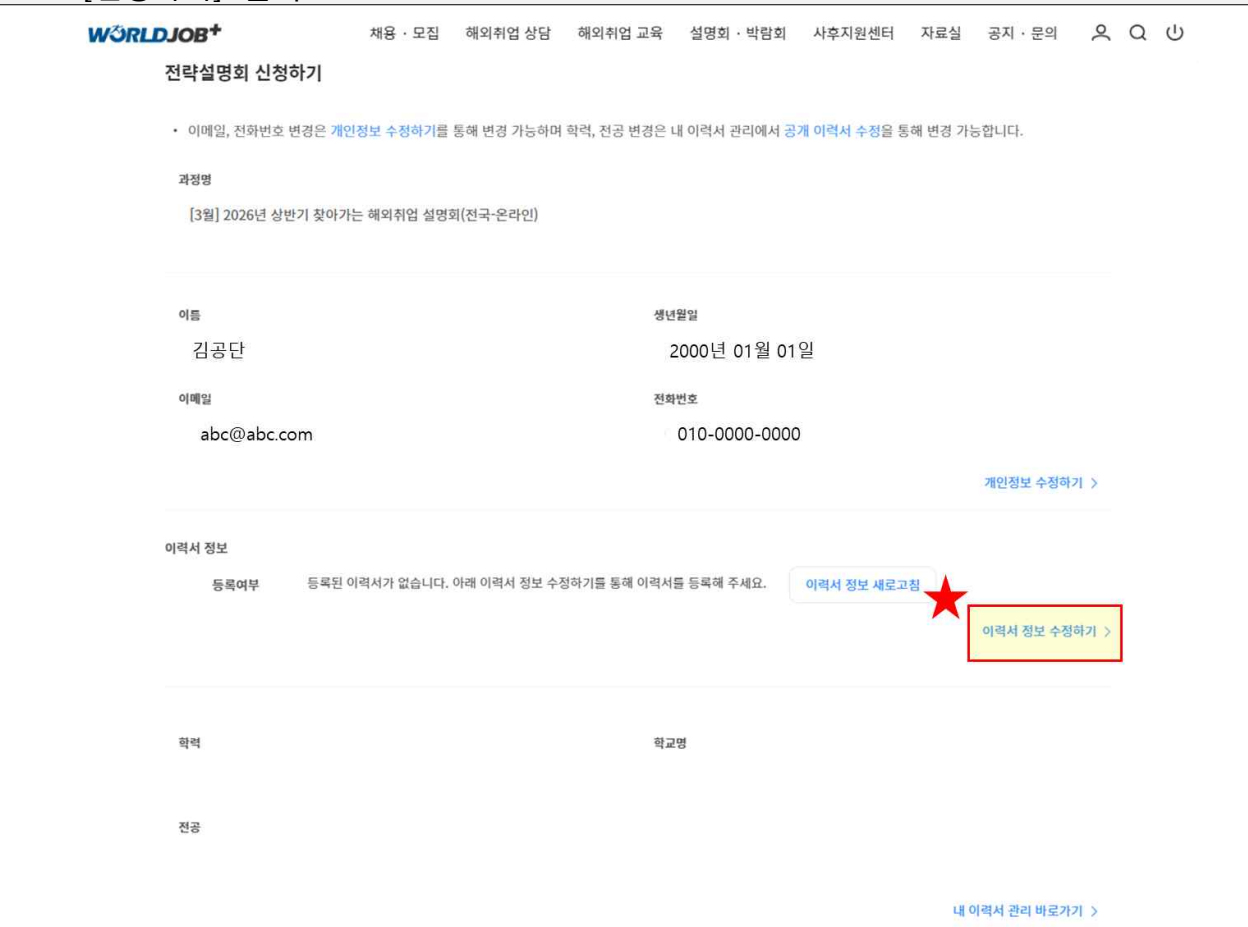 WORLDJOB+ 채용 · 모집 해외취업 상담 해외취업 교육 설명회 · 박람회 사후지원센터 자료실 공지 · 문의
전략설명회 신청하기
• 이메일, 전화번호 변경은 개인정보 수정하기를 통해 변경 가능하며 학력, 전공 변경은 내 이력서 관리에서 공개 이력서 수정을 통해 변경 가능합니다.
과정명
[3월] 2026년 상반기 찾아가는 해외취업 설명회(전국-온라인)
이름 생년월일
김공단 2000년 01월 01일
이메일 전화번호
abc@abc.com 010-0000-0000
개인정보 수정하기 >
이력서 정보
등록여부 등록된 이력서가 없습니다. 아래 이력서 정보 수정하기를 통해 이력서를 등록해 주세요. 이력서 정보 새로고침
이력서 정보 수정하기 >
학력 학교명
전공
내 이력서 관리 바로가기 >